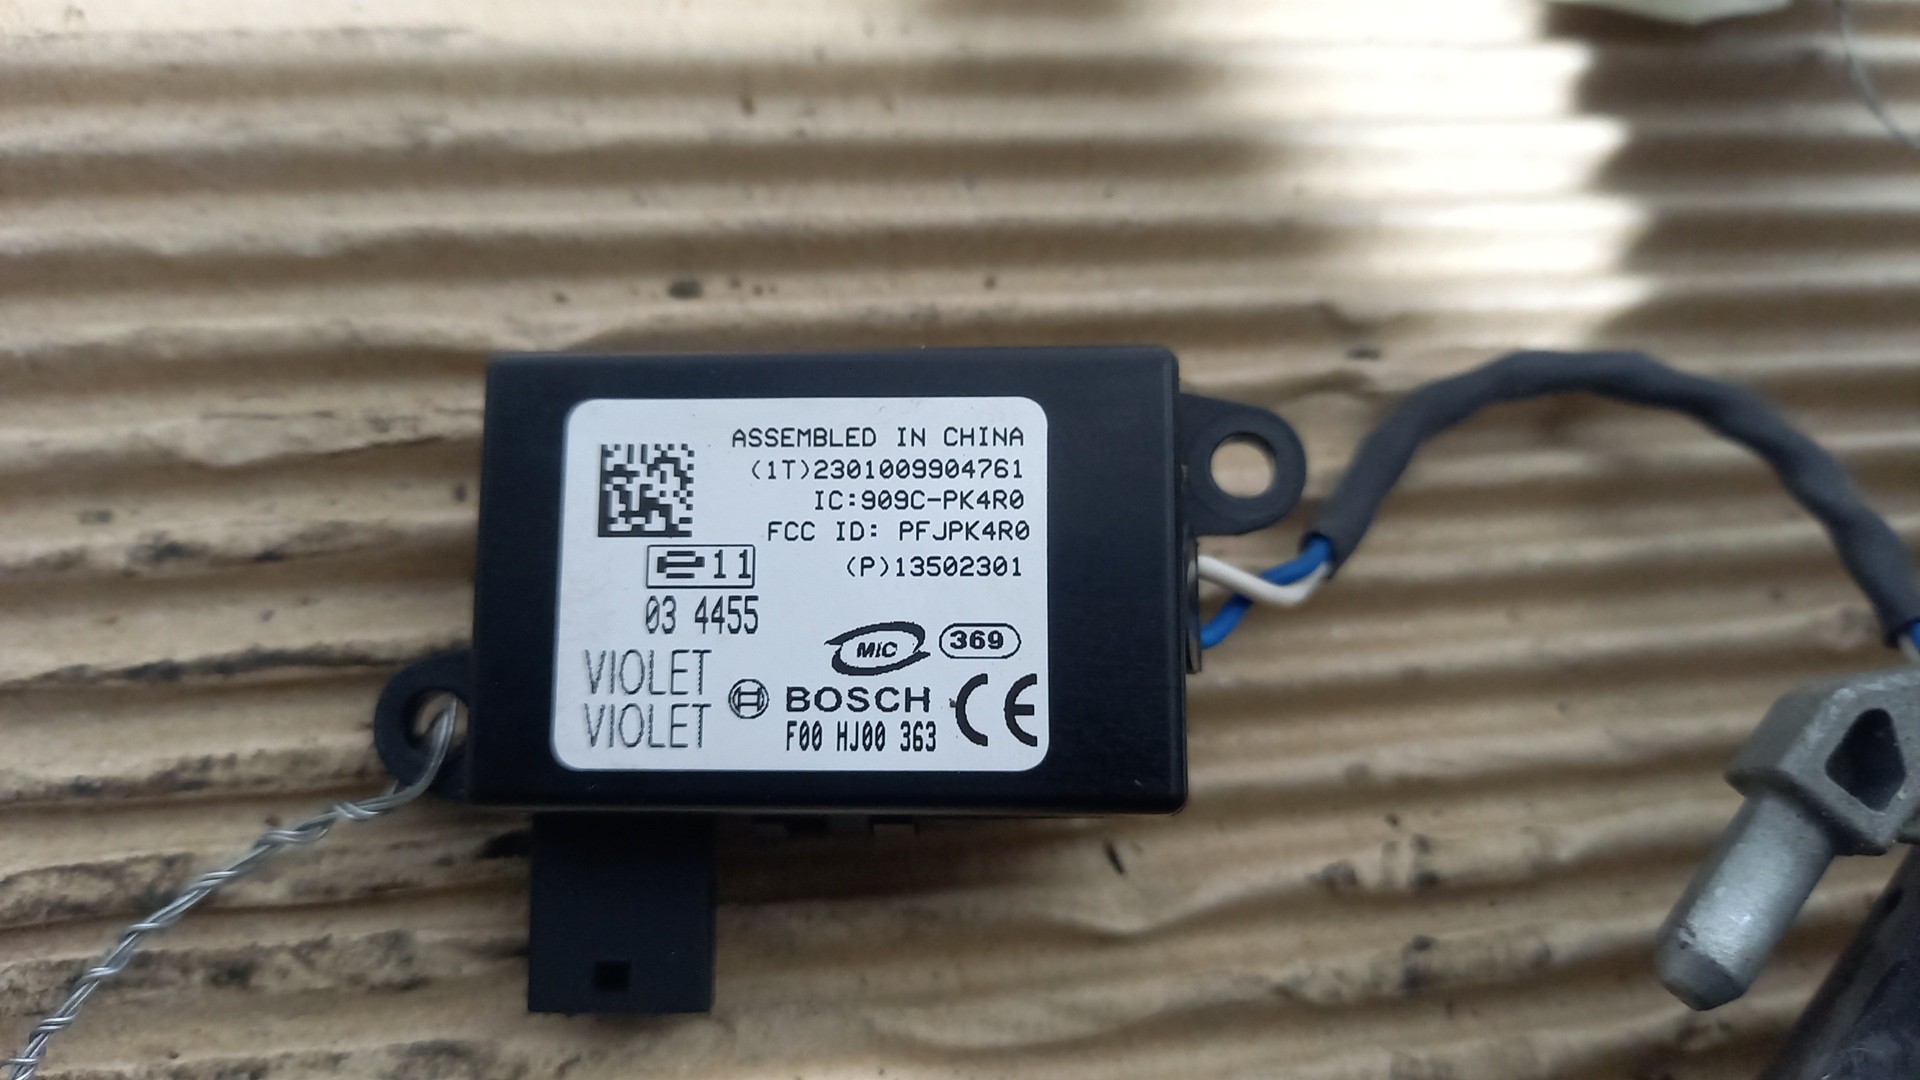 ASSEMBLED IN CHINA
(1T)2301009904761
IC:909C-PK4R0
FCC ID: PFJPK4R0
e11
(P)13502301
03 4455
MIC 369
VIOLET
VIOLET
BOSCH
F00 HJ00 363
CE